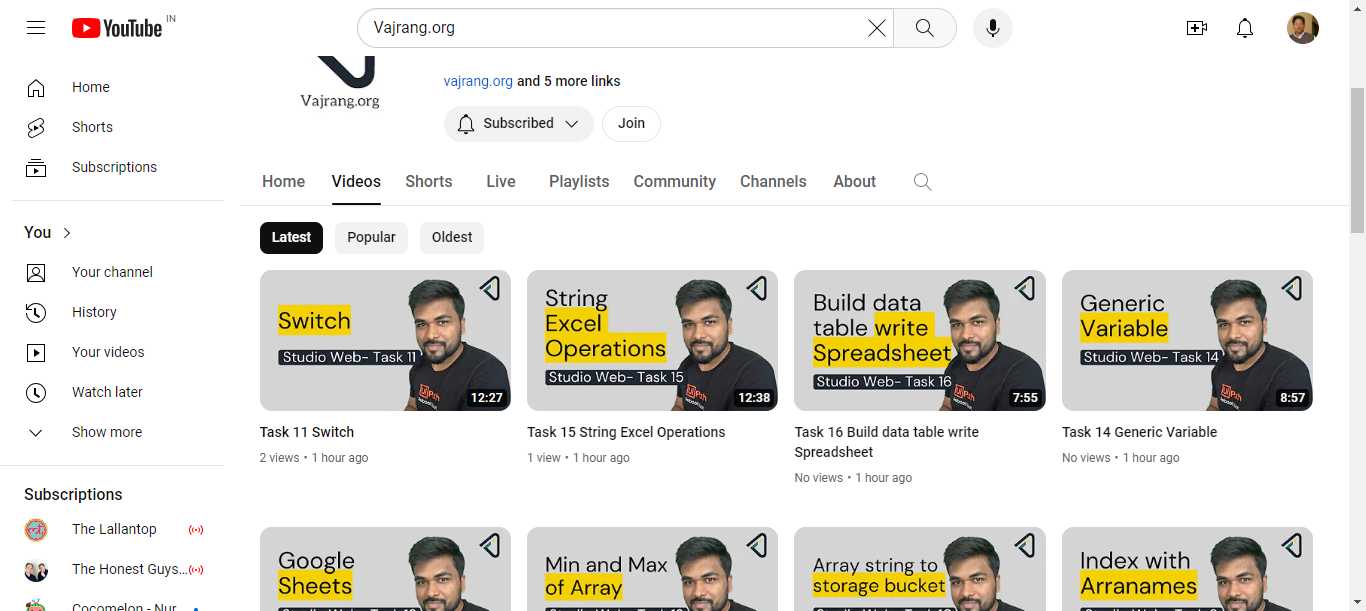 YouTube IN
Vajrang.org
Vajrang.org
vajrang.org and 5 more links
Subscribed
Join
Home
Shorts
Subscriptions
You
Your channel
History
Your videos
Watch later
Show more
Subscriptions
The Lallantop
The Honest Guys...
Cocomelon - Nur
Home Videos Shorts Live Playlists Community Channels About
Latest Popular Oldest
Switch
Studio Web- Task 11
12:27
Task 11 Switch
2 views • 1 hour ago
String
Excel
Operations
Studio Web- Task 15
12:38
Task 15 String Excel Operations
1 view • 1 hour ago
Build data
table write
Spreadsheet
Studio Web- Task 16
7:55
Task 16 Build data table write
Spreadsheet
No views • 1 hour ago
Generic
Variable
Studio Web- Task 14
8:57
Task 14 Generic Variable
No views • 1 hour ago
Google
Sheets
Min and Max
of Array
Array string to
storage bucket
Index with
Arranames